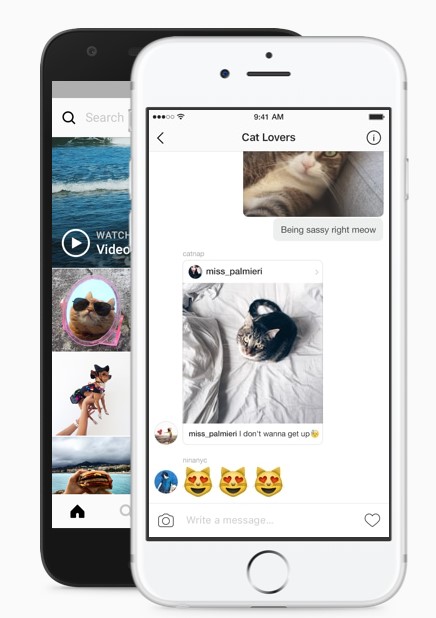 Search
WATCH
Video
9:41 AM
Cat Lovers
Being sassy right meow
catnap
miss_palmieri
miss_palmieri I don't wanna get up
nmanyc
Write a message...